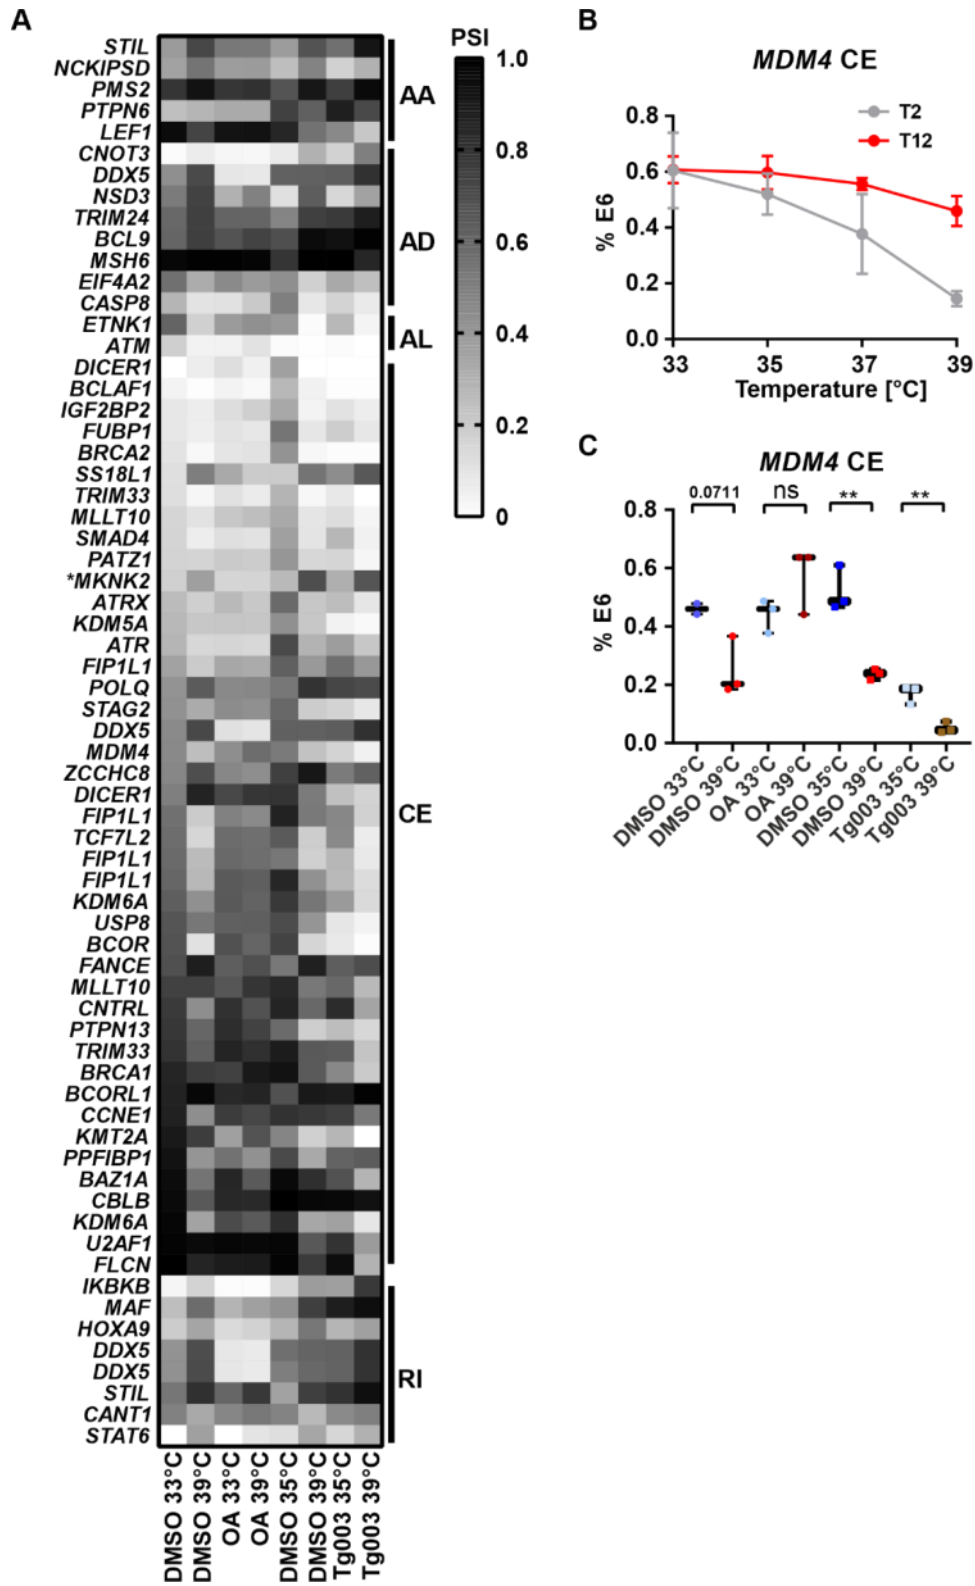 A
PSI
1.0
0.8
0.6
0.4
0.2
0
STIL
NCKIPSD
PMS2
PTPN6
LEF1
AA
CNOT3
DDX5
NSD3
TRIM24
BCL9
MSH6
EIF4A2
CASP8
AD
ETNK1
ATM
AL
DICER1
BCLAF1
IGF2BP2
FUBP1
BRCA2
SS18L1
TRIM33
MLLT10
SMAD4
PATZ1
*MKNK2
ATRX
KDM5A
ATR
FIP1L1
POLQ
STAG2
DDX5
MDM4
ZCCHC8
DICER1
FIP1L1
TCF7L2
FIP1L1
FIP1L1
KDM6A
USP8
BCOR
FANCE
MLLT10
CNTRL
PTPN13
TRIM33
BRCA1
BCORL1
CCNE1
KMT2A
PPFIBP1
BAZ1A
CBLB
KDM6A
U2AF1
FLCN
CE
IKBKB
MAF
HOXA9
DDX5
DDX5
STIL
CANT1
STAT6
RI
DMSO 33°C
DMSO 39°C
OA 33°C
OA 39°C
DMSO 35°C
DMSO 39°C
Tg003 35°C
Tg003 39°C
B
MDM4 CE
T2
T12
% E6
0.8
0.6
0.4
0.2
0.0
33
35
37
39
Temperature [°C]
C
MDM4 CE
0.0711
ns
**
**
% E6
0.8
0.6
0.4
0.2
0.0
DMSO 33°C
DMSO 39°C
OA 33°C
OA 39°C
DMSO 35°C
DMSO 39°C
Tg003 35°C
Tg003 39°C